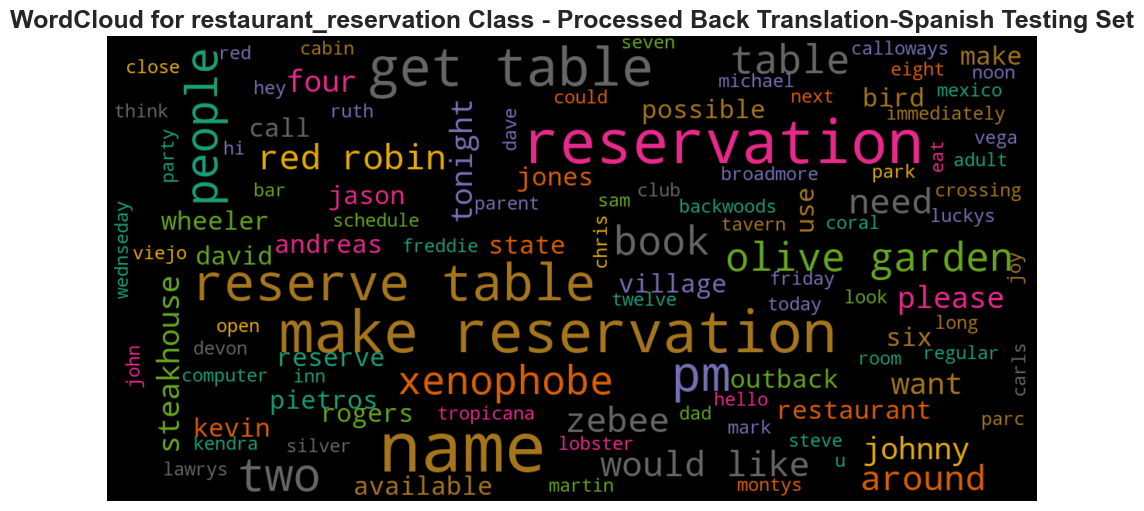 WordCloud for restaurant_reservation Class - Processed Back Translation-Spanish Testing Set
red cabin seven calloways
close people get table table eight make
hey four michael noon
think ruth could next bird mexico
possible immediately
party call tonight dave reservation vega
hi red robin eat adult
jones broadmore park
bar jason parent club use need crossing
wednseday wheeler schedule sam backwoods coral luckys
andreas freddie state chris book tavern
viejo david olive garden joy
steakhouse reserve table village friday look please
twelve today
open make reservation long
john devon reserve six room regular
computer inn xenophobe pm outback want carls
pietros hello
rogers tropicana zebee dad restaurant parc
kevin name mark
kendra silver lobster steve johnny
lawrys two would like u around
available martin montys